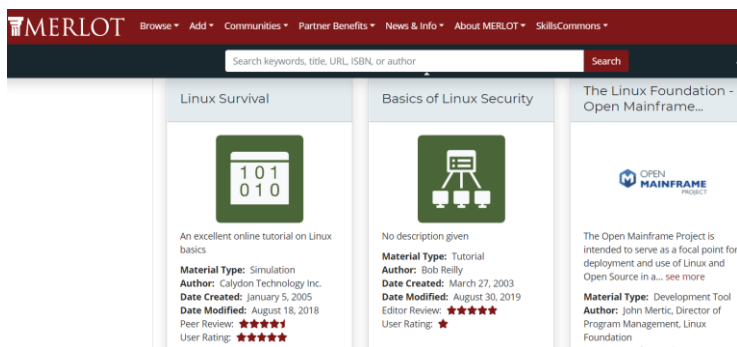 MERLOT Browse Add Communities Partner Benefits News & Info About MERLOT SkillsCommons
Search keywords, title, URL, ISBN, or author Search
Linux Survival
101
010
An excellent online tutorial on Linux
basics
Material Type: Simulation
Author: Calydon Technology Inc.
Date Created: January 5, 2005
Date Modified: August 18, 2018
Peer Review:
User Rating:
Basics of Linux Security
No description given
Material Type: Tutorial
Author: Bob Reilly
Date Created: March 27, 2003
Date Modified: August 30, 2019
Editor Review:
User Rating:
The Linux Foundation -
Open Mainframe...
OPEN
MAINFRAME
PROJECT
The Open Mainframe Project is
intended to serve as a focal point for
deployment and use of Linux and
Open Source in a... see more
Material Type: Development Tool
Author: John Mertic, Director of
Program Management, Linux
Foundation